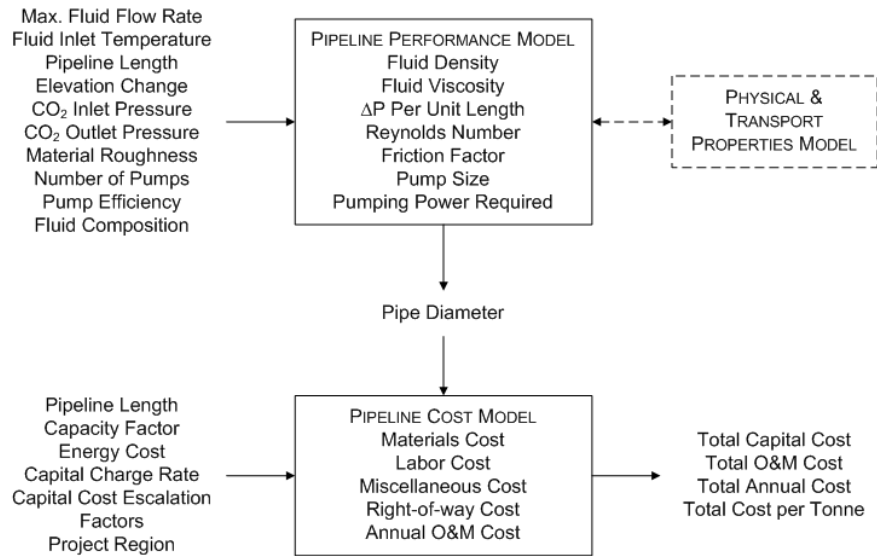 Max. Fluid Flow Rate
Fluid Inlet Temperature
Pipeline Length
Elevation Change
CO₂ Inlet Pressure
CO₂ Outlet Pressure
Material Roughness
Number of Pumps
Pump Efficiency
Fluid Composition
PIPELINE PERFORMANCE MODEL
Fluid Density
Fluid Viscosity
ΔP Per Unit Length
Reynolds Number
Friction Factor
Pump Size
Pumping Power Required
PHYSICAL &
TRANSPORT
PROPERTIES MODEL
Pipe Diameter
Pipeline Length
Capacity Factor
Energy Cost
Capital Charge Rate
Capital Cost Escalation
Factors
Project Region
PIPELINE COST MODEL
Materials Cost
Labor Cost
Miscellaneous Cost
Right-of-way Cost
Annual O&M Cost
Total Capital Cost
Total O&M Cost
Total Annual Cost
Total Cost per Tonne